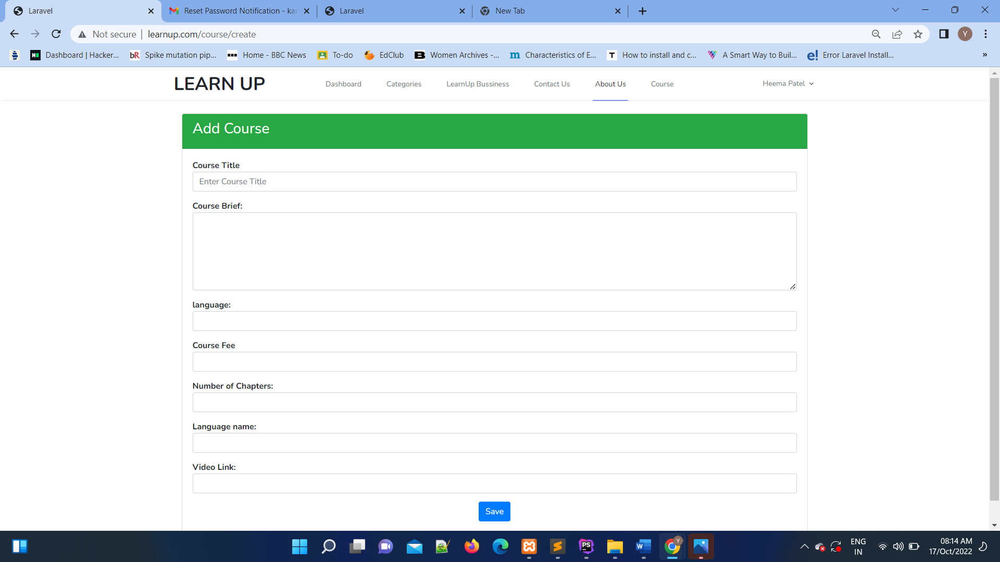 Laravel
Reset Password Notification - kar
Laravel
New Tab
Not secure
learnup.com/course/create
Dashboard | Hacker...
bR
Spike mutation pip...
Home - BBC News
To-do
EdClub
B
Women Archives -...
m
Characteristics of E...
T
How to install and c...
A Smart Way to Buil...
e!
Error Laravel Install...
»
Y
LEARN UP
Dashboard
Categories
LearnUp Bussiness
Contact Us
About Us
Course
Heema Patel
Add Course
Course Title
Enter Course Title
Course Brief:
language:
Course Fee
Number of Chapters:
Language name:
Video Link:
Save
PS
W
Y
ENG
IN
08:14 AM
17/Oct/2022